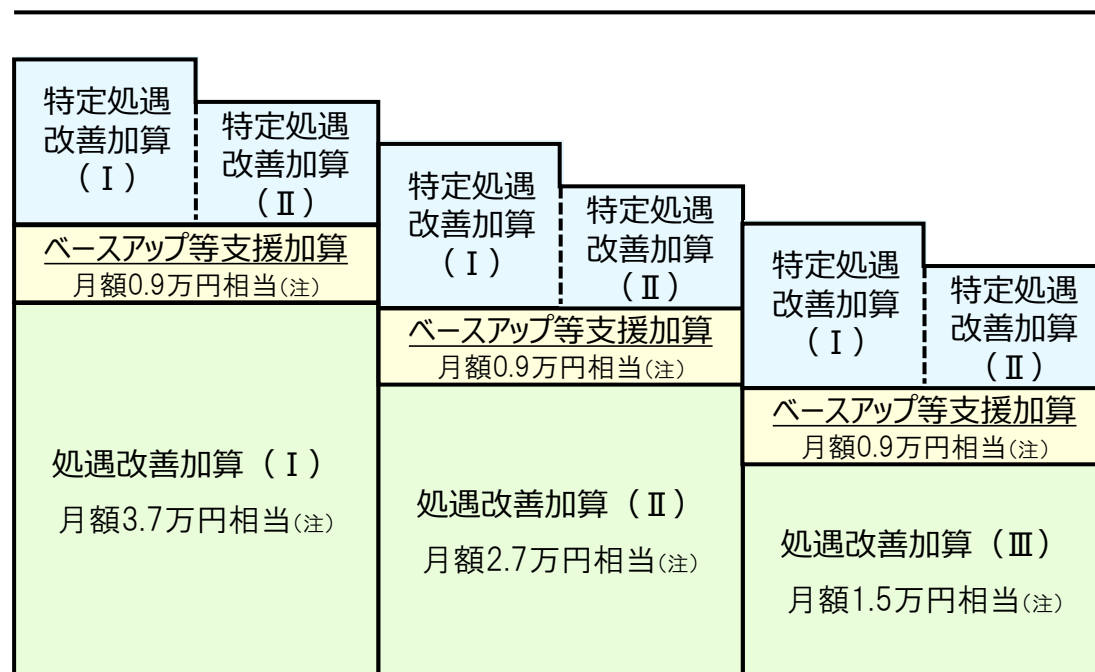 特定処遇
改善加算
（Ⅰ）
特定処遇
改善加算
（Ⅱ）
ベースアップ等支援加算
月額0.9万円相当(注)
処遇改善加算（Ⅰ）
月額3.7万円相当(注)
特定処遇
改善加算
（Ⅰ）
特定処遇
改善加算
（Ⅱ）
ベースアップ等支援加算
月額0.9万円相当(注)
処遇改善加算（Ⅱ）
月額2.7万円相当(注)
特定処遇
改善加算
（Ⅰ）
特定処遇
改善加算
（Ⅱ）
ベースアップ等支援加算
月額0.9万円相当(注)
処遇改善加算（Ⅲ）
月額1.5万円相当(注)